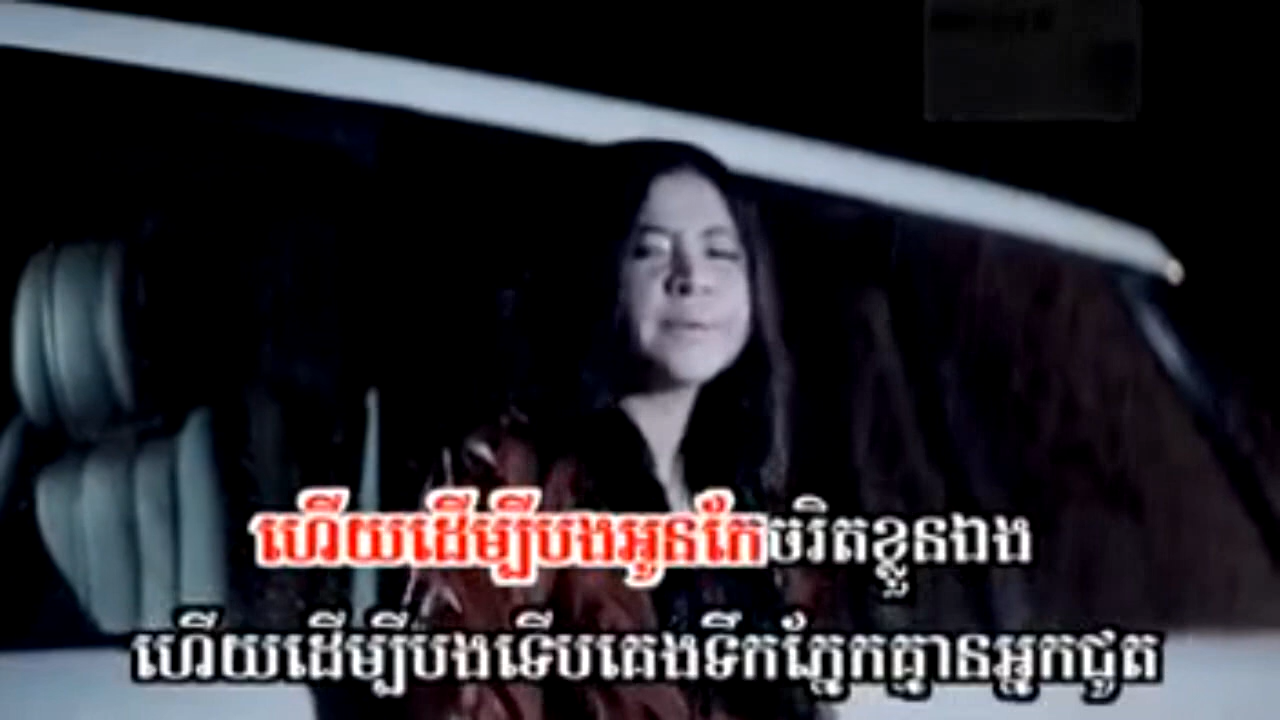 ហើយដើម្បីបងអូនកែចរិតខ្លួនឯង
ហើយដើម្បីបងទើបគេងទឹកភ្នែកគ្មានអ្នកជូត